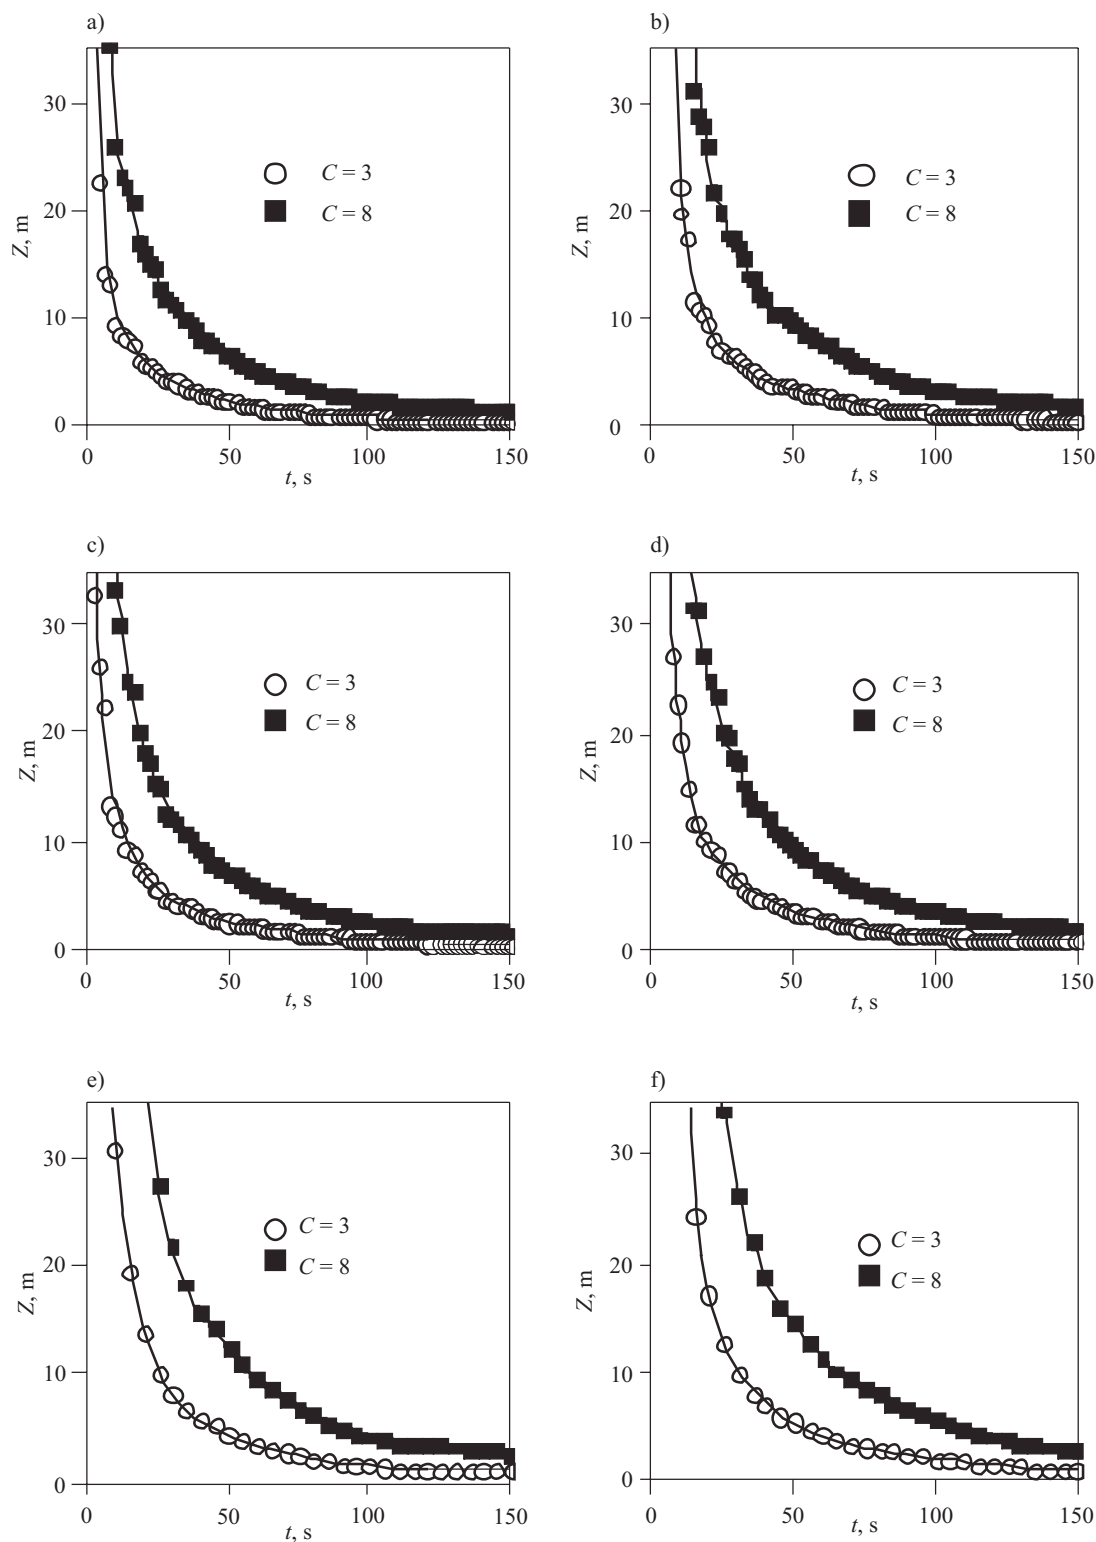 a)
30
20
10
0
Z, m
C = 3
C = 8
0 50 100 150
t, s
b)
30
20
10
0
Z, m
C = 3
C = 8
0 50 100 150
t, s
c)
30
20
10
0
Z, m
C = 3
C = 8
0 50 100 150
t, s
d)
30
20
10
0
Z, m
C = 3
C = 8
0 50 100 150
t, s
e)
30
20
10
0
Z, m
C = 3
C = 8
0 50 100 150
t, s
f)
30
20
10
0
Z, m
C = 3
C = 8
0 50 100 150
t, s